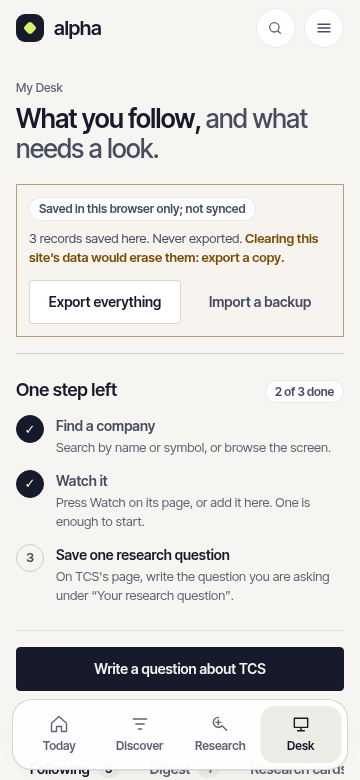 alpha
My Desk
What you follow, and what
needs a look.
Saved in this browser only; not synced
3 records saved here. Never exported. Clearing this
site’s data would erase them: export a copy.
Export everything
Import a backup
One step left
2 of 3 done
✓
Find a company
Search by name or symbol, or browse the screen.
✓
Watch it
Press Watch on its page, or add it here. One is
enough to start.
3
Save one research question
On TCS's page, write the question you are asking
under “Your research question”.
Write a question about TCS
Today
Discover
Research
Desk
Following
Digest
Research cards